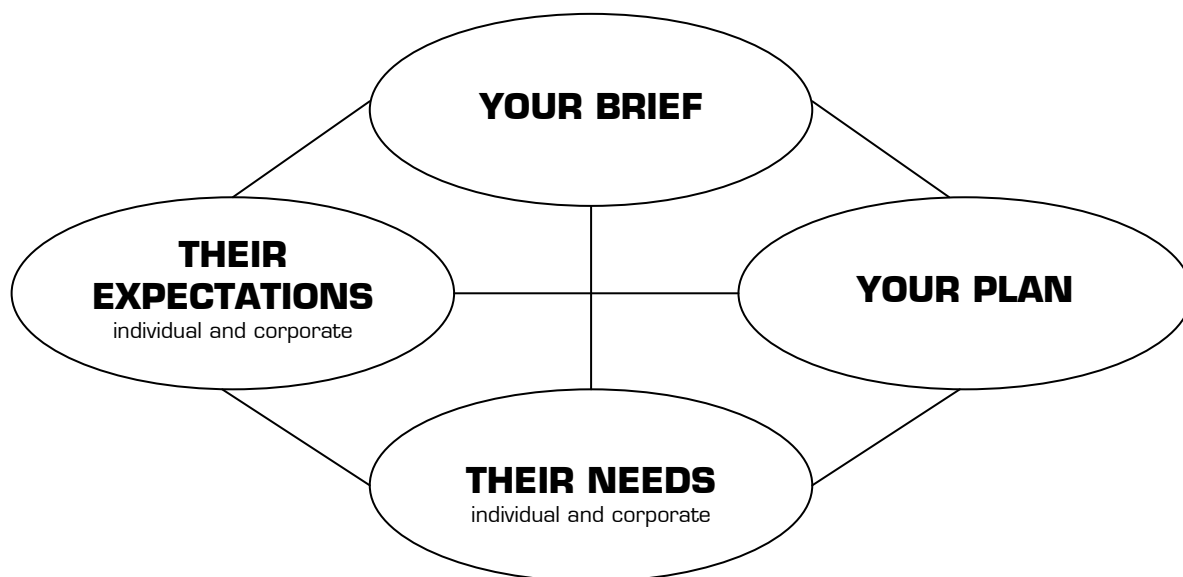 YOUR BRIEF
THEIR
EXPECTATIONS
individual and corporate
YOUR PLAN
THEIR NEEDS
individual and corporate